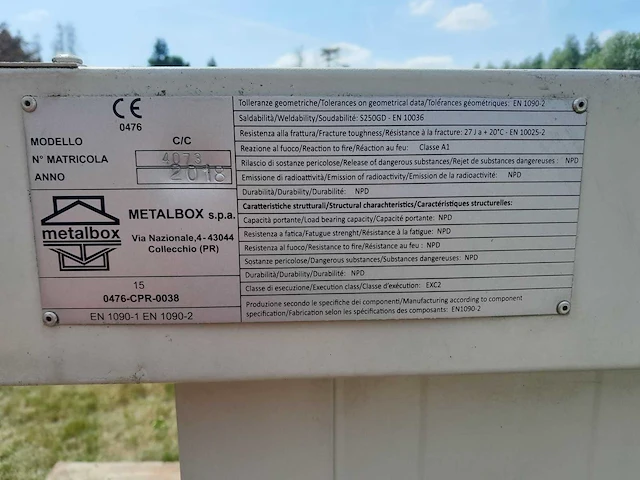 CE
0476
MODELLO C/C
N° MATRICOLA 4073
ANNO 2018
metalbox
METALBOX s.p.a.
Via Nazionale,4 - 43044
Collecchio (PR)
15
0476-CPR-0038
EN 1090-1 EN 1090-2
Tolleranze geometriche/Tolerances on geometrical data/Tolérances géométriques: EN 1090-2
Saldabilità/Weldability/Soudabilité: S250GD - EN 10036
Resistenza alla frattura/Fracture toughness/Résistance à la fracture: 27 J a + 20°C - EN 10025-2
Reazione al fuoco/Reaction to fire/Réaction au feu: Classe A1
Rilascio di sostanze pericolose/Release of dangerous substances/Rejet de substances dangereuses : NPD
Emissione di radioattività/Emission of radioactivity/Emission de la radioactivité: NPD
Durabilità/Durability/Durabilité: NPD
Caratteristiche strutturali/Structural charachteristics/Caractéristiques structurelles:
Capacità portante/Load bearing capacity/Capacité portante: NPD
Resistenza a fatica/Fatugue strenght/Résistance à la fatigue: NPD
Resistenza al fuoco/Resistance to fire/Résistance au feu : NPD
Sostanze pericolose/Dangerous substances/Substances dangereuses: NPD
Durabilità/Durability/Durabilité: NPD
Classe di esecuzione/Execution class/Classe d'exécution: EXC2
Produzione secondo le specifiche dei componenti/Manufacturing according to component
specification/Fabrication selon les spécifications des composants: EN1090-2